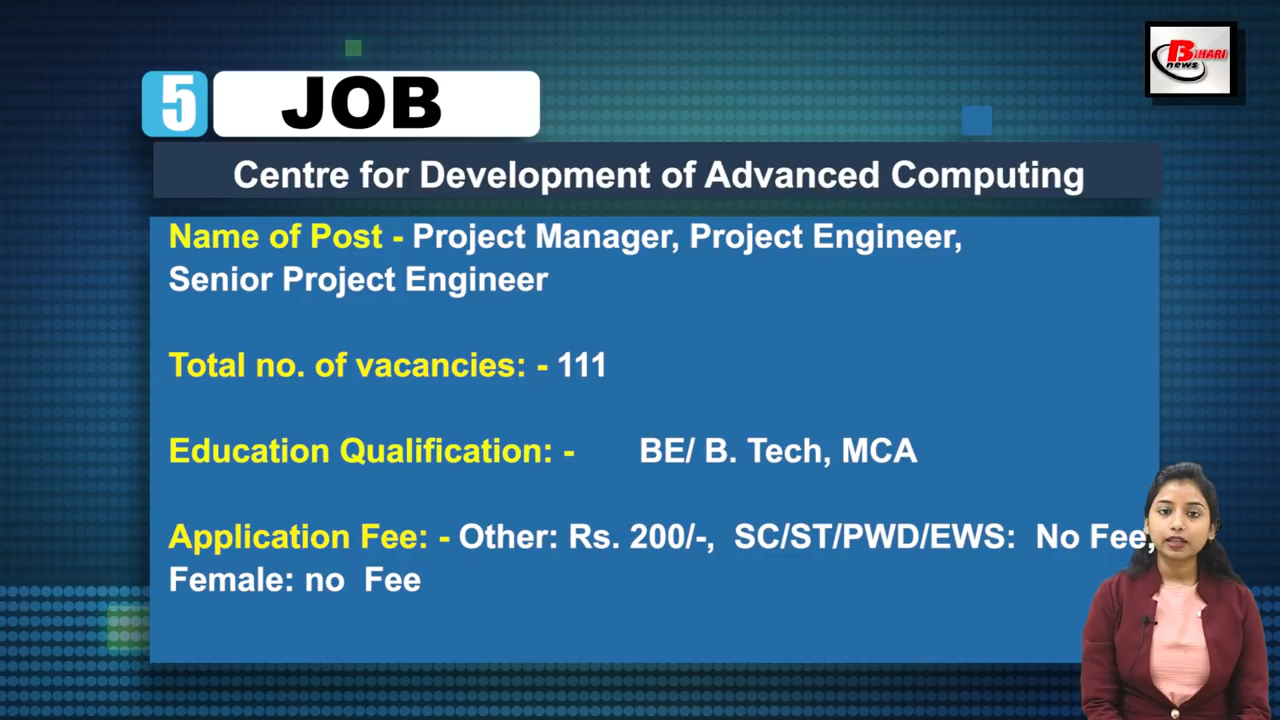 BIHARI
news
5 JOB
Centre for Development of Advanced Computing
Name of Post - Project Manager, Project Engineer,
Senior Project Engineer
Total no. of vacancies: - 111
Education Qualification: - BE/ B. Tech, MCA
Application Fee: - Other: Rs. 200/-, SC/ST/PWD/EWS: No Fee,
Female: no Fee